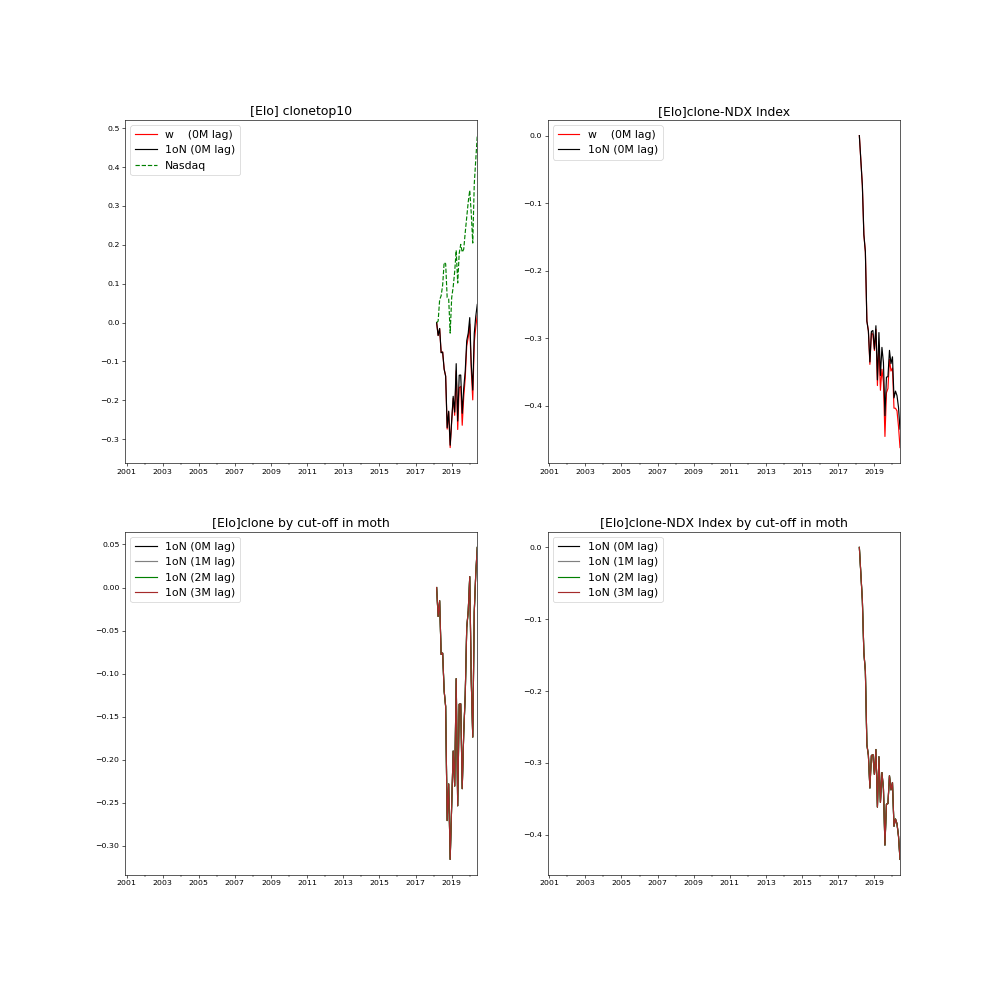 [Elo] clonetop10
w    (0M lag)
1oN (0M lag)
Nasdaq
0.5
0.4
0.3
0.2
0.1
0.0
−0.1
−0.2
−0.3
2001 2003 2005 2007 2009 2011 2013 2015 2017 2019
[Elo]clone-NDX Index
w    (0M lag)
1oN (0M lag)
0.0
−0.1
−0.2
−0.3
−0.4
2001 2003 2005 2007 2009 2011 2013 2015 2017 2019
[Elo]clone by cut-off in moth
1oN (0M lag)
1oN (1M lag)
1oN (2M lag)
1oN (3M lag)
0.05
0.00
−0.05
−0.10
−0.15
−0.20
−0.25
−0.30
2001 2003 2005 2007 2009 2011 2013 2015 2017 2019
[Elo]clone-NDX Index by cut-off in moth
1oN (0M lag)
1oN (1M lag)
1oN (2M lag)
1oN (3M lag)
0.0
−0.1
−0.2
−0.3
−0.4
2001 2003 2005 2007 2009 2011 2013 2015 2017 2019